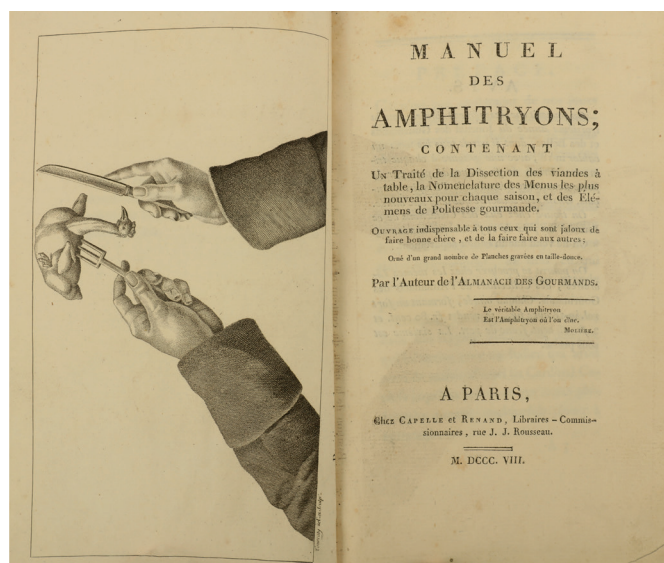 MANUEL
DES
AMPHITRYONS;
CONTENANT
Un Traité de la Dissection des viandes à
table, la Nomenclature des Menus les plus
nouveaux pour chaque saison, et des Elé-
mens de Politesse gourmande.
Ouvrage indispensable à tous ceux qui sont jaloux de
faire bonne chère, et de la faire faire aux autres;
Orné d'un grand nombre de Planches gravées en taille-douce.
Par l'Auteur de l'ALMANACH DES GOURMANDS.
Le véritable Amphitryon
Est l'Amphitryon où l'on dîne.
MOLIÈRE.
A PARIS,
Chez CAPELLE et RENAND, Libraires-Commis-
sionnaires, rue J. J. Rousseau.
M. DCCC. VIII.